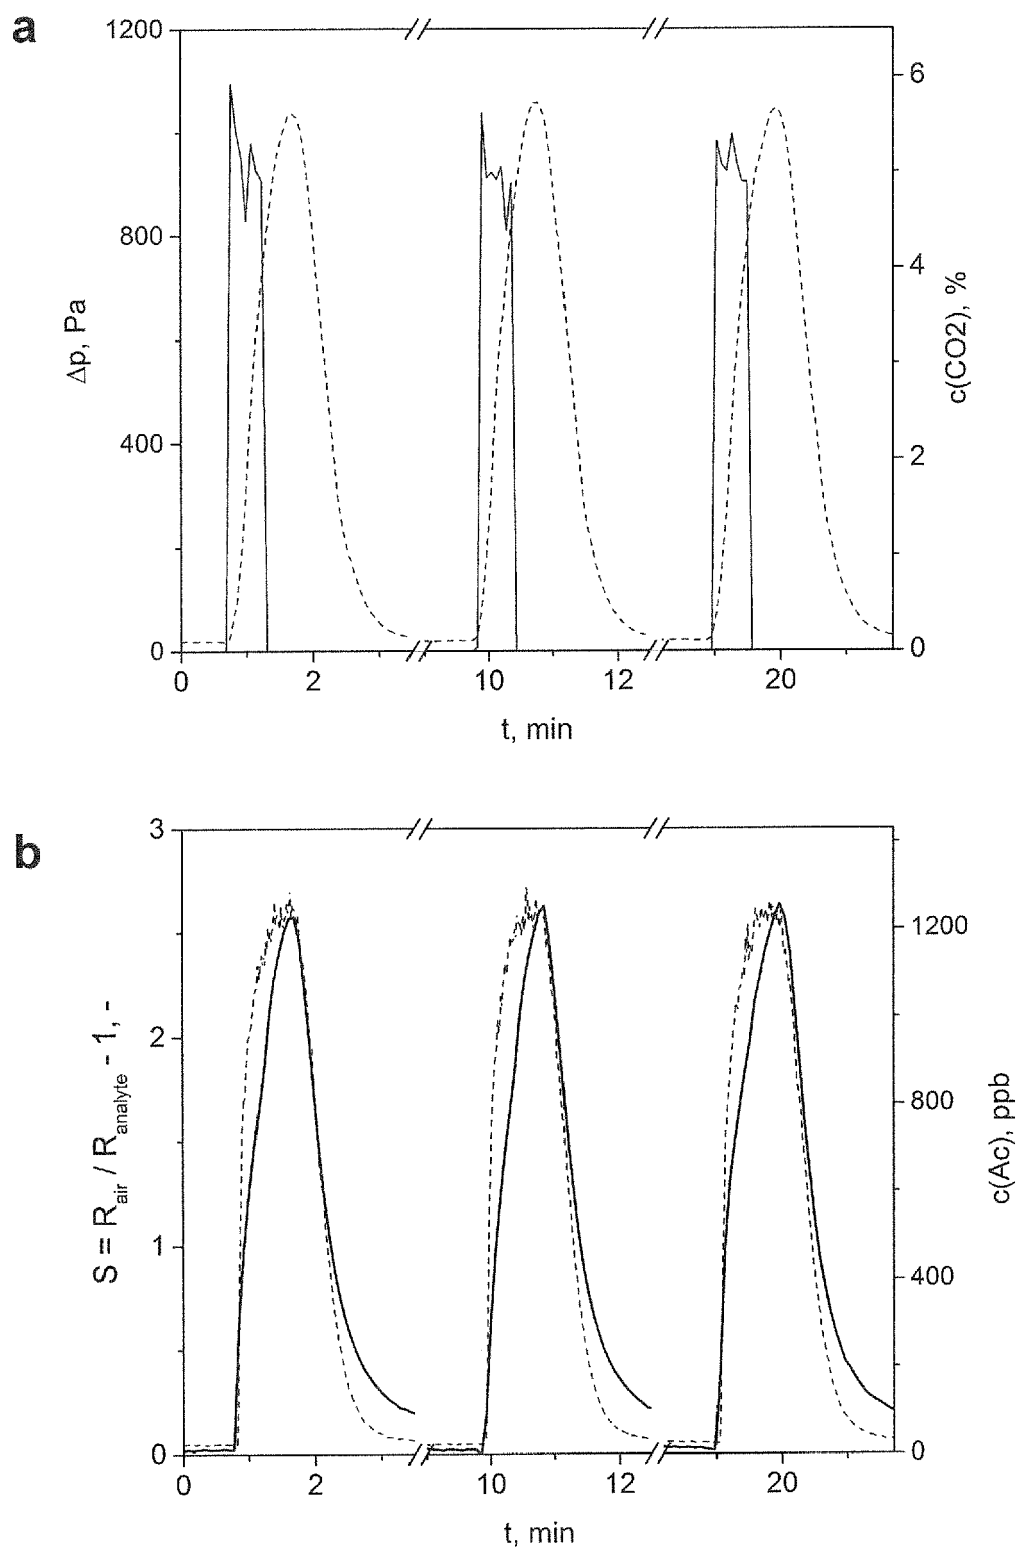 a
1200
800
400
0
Δp, Pa
6
4
2
0
c(CO2), %
0 2 10 12 20
t, min
b
3
2
1
0
S = Rair / Ranalyte - 1, -
1200
800
400
0
c(Ac), ppb
0 2 10 12 20
t, min